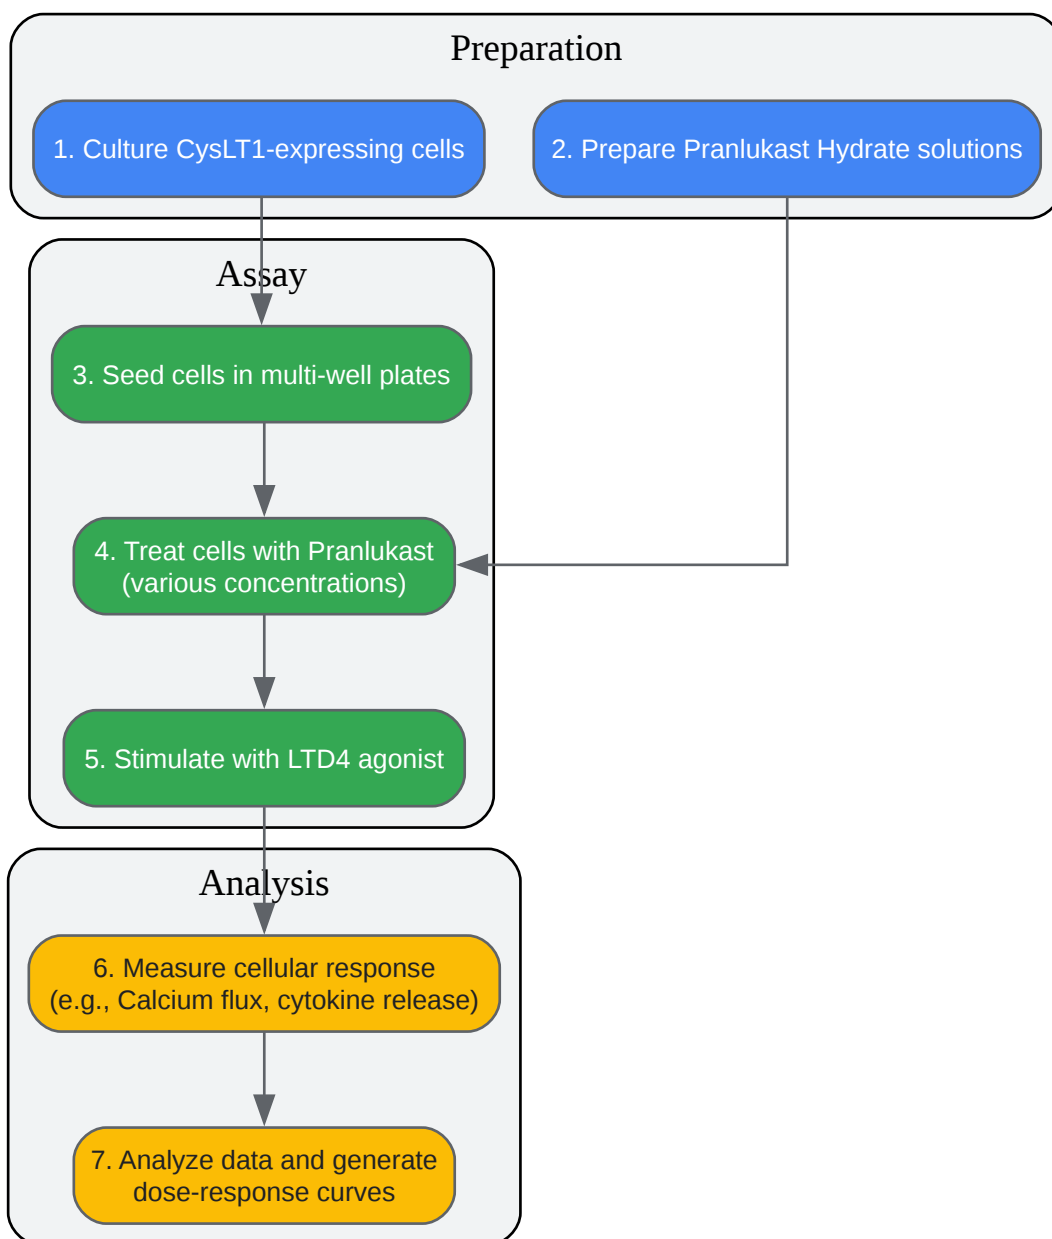 Preparation
1. Culture CysLT1-expressing cells
2. Prepare Pranlukast Hydrate solutions
Assay
3. Seed cells in multi-well plates
4. Treat cells with Pranlukast
(various concentrations)
5. Stimulate with LTD4 agonist
Analysis
6. Measure cellular response
(e.g., Calcium flux, cytokine release)
7. Analyze data and generate
dose-response curves